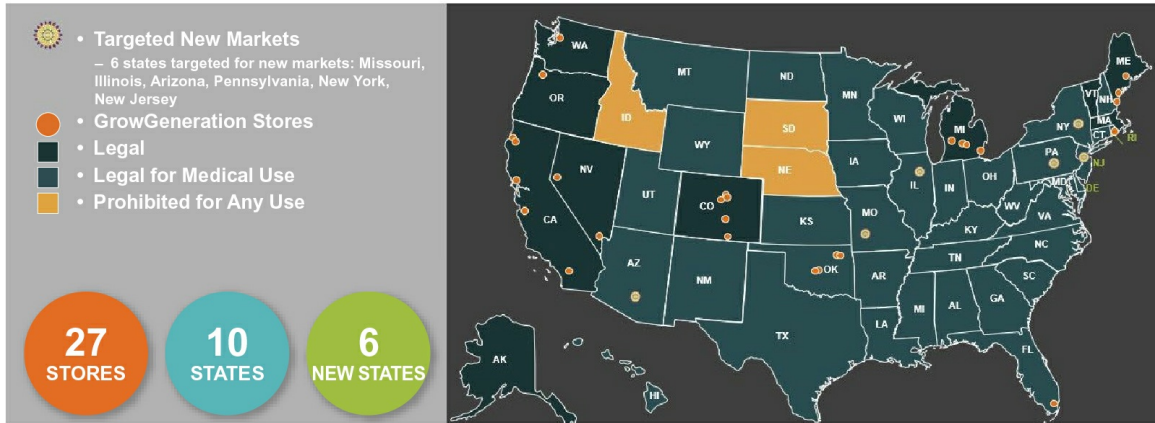 • Targeted New Markets
– 6 states targeted for new markets: Missouri,
Illinois, Arizona, Pennsylvania, New York,
New Jersey
• GrowGeneration Stores
• Legal
• Legal for Medical Use
• Prohibited for Any Use
27
STORES
10
STATES
6
NEW STATES
WA
MT
ND
MN
ME
OR
ID
SD
WI
MI
VT
NH
NY
MA
CT
RI
WY
NE
IA
PA
NJ
NV
UT
CO
IL
IN
OH
MD
DE
CA
KS
MO
WV
VA
KY
AZ
NM
OK
AR
TN
NC
SC
TX
LA
MS
AL
GA
FL
AK
HI